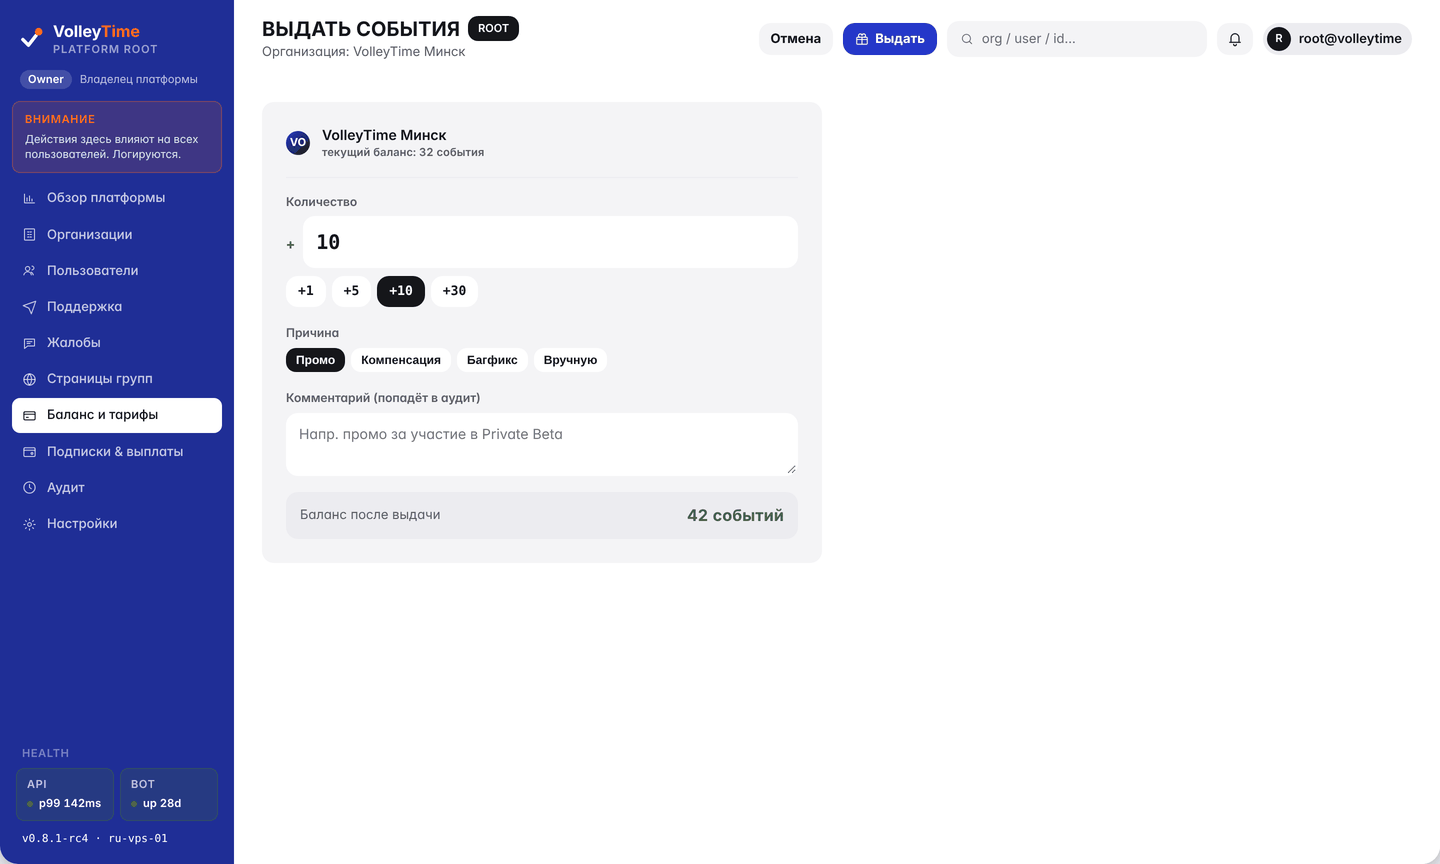 VolleyTime
PLATFORM ROOT
Owner Владелец платформы
ВНИМАНИЕ
Действия здесь влияют на всех
пользователей. Логируются.
Обзор платформы
Организации
Пользователи
Поддержка
Жалобы
Страницы групп
Баланс и тарифы
Подписки & выплаты
Аудит
Настройки
HEALTH
API
p99 142ms
BOT
up 28d
v0.8.1-rc4 · ru-vps-01
ВЫДАТЬ СОБЫТИЯ ROOT
Организация: VolleyTime Минск
Отмена Выдать org / user / id... R root@volleytime
VO VolleyTime Минск
текущий баланс: 32 события
Количество
+ 10
+1 +5 +10 +30
Причина
Промо Компенсация Багфикс Вручную
Комментарий (попадёт в аудит)
Напр. промо за участие в Private Beta
Баланс после выдачи 42 событий